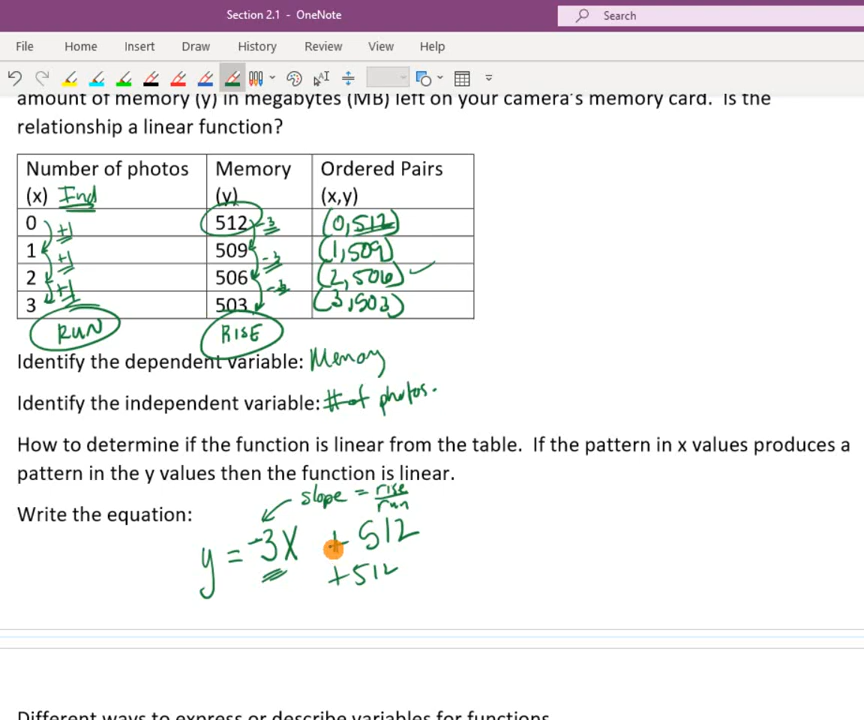 Section 2.1 - OneNote
Search
File Home Insert Draw History Review View Help
amount of memory (y) in megabytes (MB) left on your camera's memory card. Is the
relationship a linear function?
Number of photos Memory Ordered Pairs
(x) Ind (y) (x,y)
0 +1 512 -3 (0,512)
1 +1 509 -3 (1,509)
2 +1 506 -3 (2,506)
3 503 (3,503)
RUN RISE
Identify the dependent variable: Memory
Identify the independent variable: # of photos.
How to determine if the function is linear from the table. If the pattern in x values produces a
pattern in the y values then the function is linear.
slope = rise
run
Write the equation:
y = -3x + 512
+512
Different ways to express or describe variables for functions